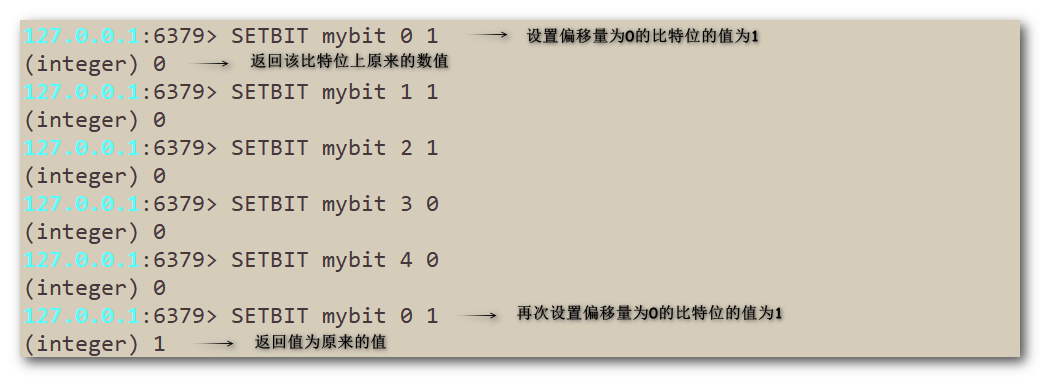 127.0.0.1:6379> SETBIT mybit 0 1 设置偏移量为0的比特位的值为1
(integer) 0 返回该比特位上原来的数值
127.0.0.1:6379> SETBIT mybit 1 1
(integer) 0
127.0.0.1:6379> SETBIT mybit 2 1
(integer) 0
127.0.0.1:6379> SETBIT mybit 3 0
(integer) 0
127.0.0.1:6379> SETBIT mybit 4 0
(integer) 0
127.0.0.1:6379> SETBIT mybit 0 1 再次设置偏移量为0的比特位的值为1
(integer) 1 返回值为原来的值